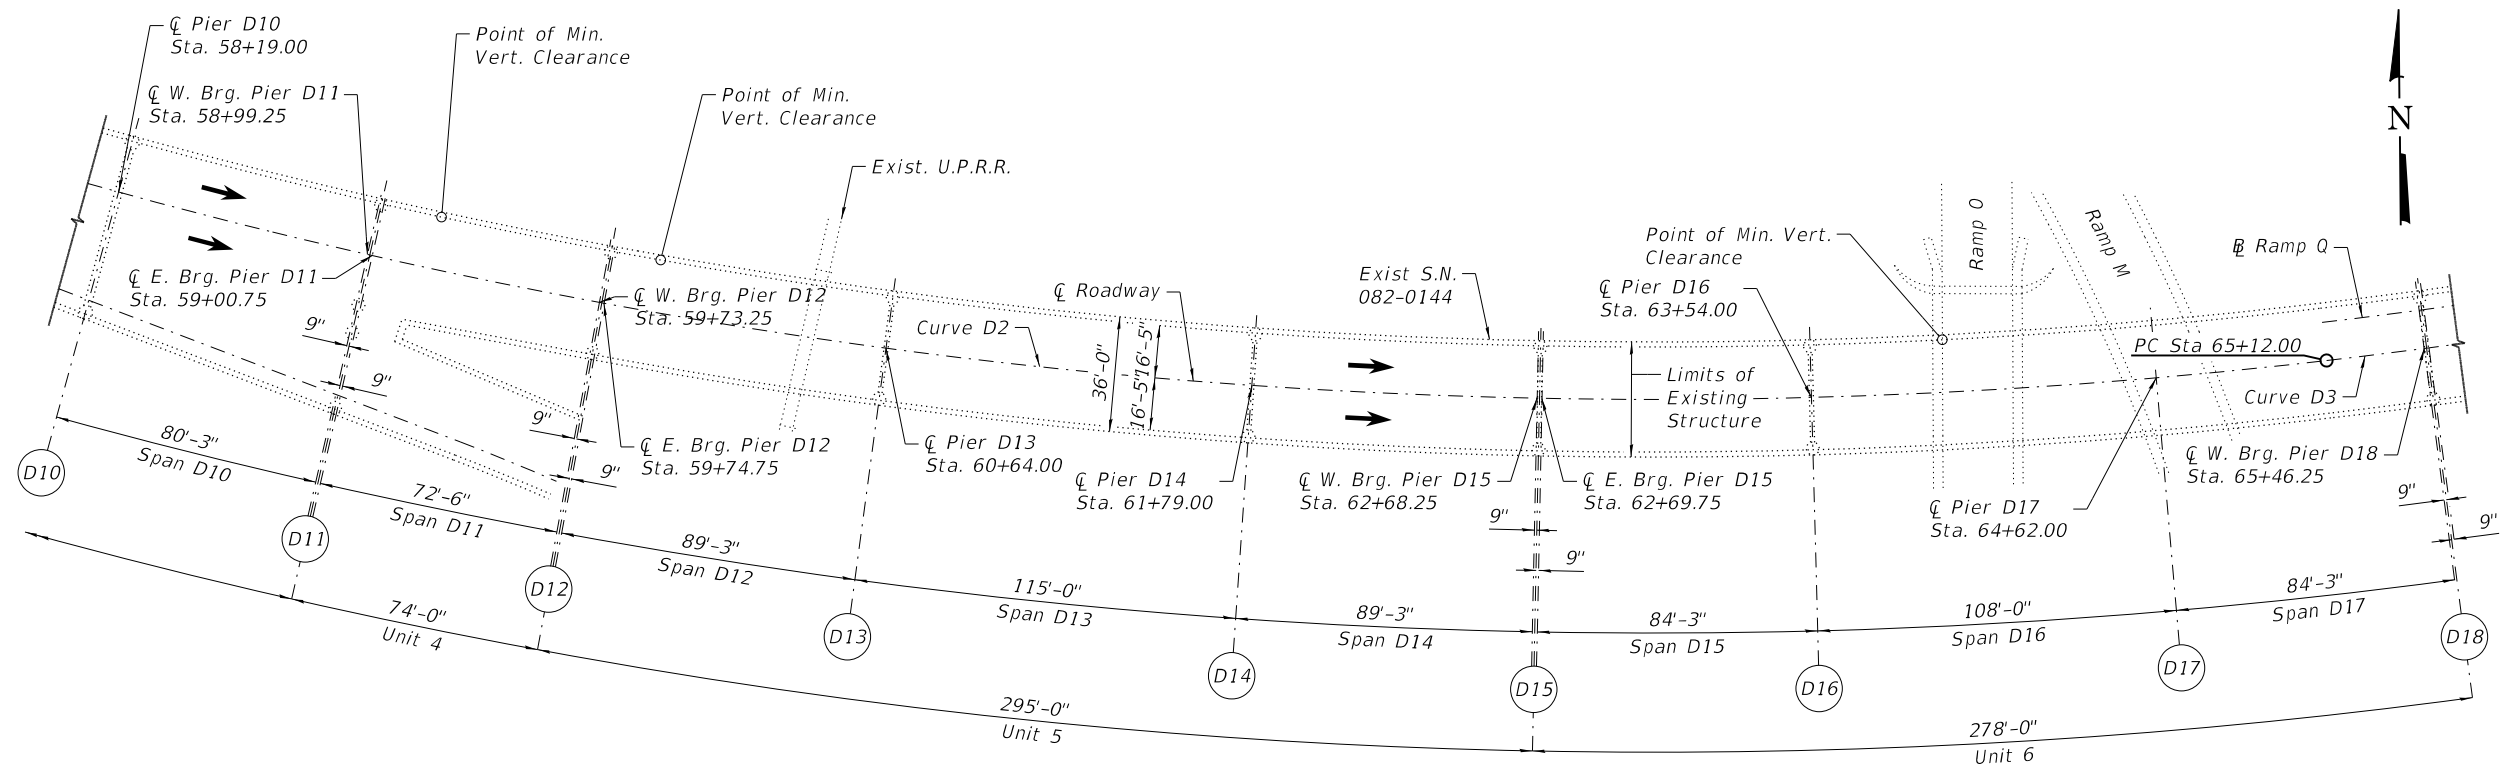 ℄ Pier D10
Sta. 58+19.00
Point of Min.
Vert. Clearance
℄ W. Brg. Pier D11
Sta. 58+99.25
Point of Min.
Vert. Clearance
Exist. U.P.R.R.
N
℄ E. Brg. Pier D11
Sta. 59+00.75
℄ W. Brg. Pier D12
Sta. 59+73.25
℄ Roadway
Curve D2
Exist S.N.
082-0144
Point of Min. Vert.
Clearance
℄ Pier D16
Sta. 63+54.00
Ramp O
Ramp M
℄ Ramp Q
PC Sta 65+12.00
Curve D3
9"
9"
9"
9"
36'-0"
16'-5"
16'-5"
Limits of
Existing
Structure
℄ E. Brg. Pier D12
Sta. 59+74.75
℄ Pier D13
Sta. 60+64.00
℄ Pier D14
Sta. 61+79.00
℄ W. Brg. Pier D15
Sta. 62+68.25
℄ E. Brg. Pier D15
Sta. 62+69.75
℄ Pier D17
Sta. 64+62.00
℄ W. Brg. Pier D18
Sta. 65+46.25
9"
9"
9"
9"
80'-3"
Span D10
72'-6"
Span D11
89'-3"
Span D12
115'-0"
Span D13
89'-3"
Span D14
84'-3"
Span D15
108'-0"
Span D16
84'-3"
Span D17
D10
D11
D12
D13
D14
D15
D16
D17
D18
74'-0"
Unit 4
295'-0"
Unit 5
278'-0"
Unit 6